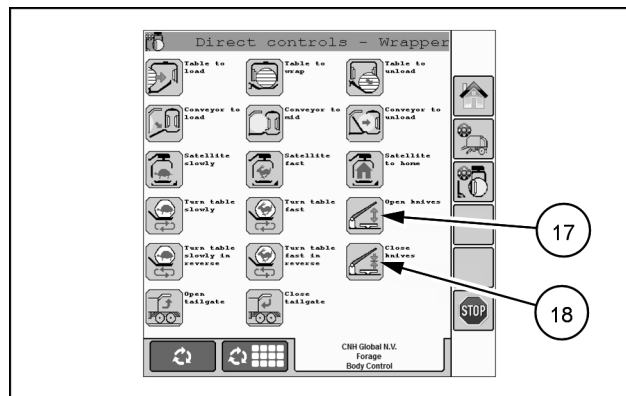 Direct controls - Wrapper
Table to
load
Table to
wrap
Table to
unload
Conveyor to
load
Conveyor to
mid
Conveyor to
unload
Satellite
slowly
Satellite
fast
Satellite
to home
Turn table
slowly
Turn table
fast
Open knives
17
Turn table
slowly in
reverse
Turn table
fast in
reverse
Close
knives
18
Open
tailgate
Close
tailgate
STOP
CNH Global N.V.
Forage
Body Control